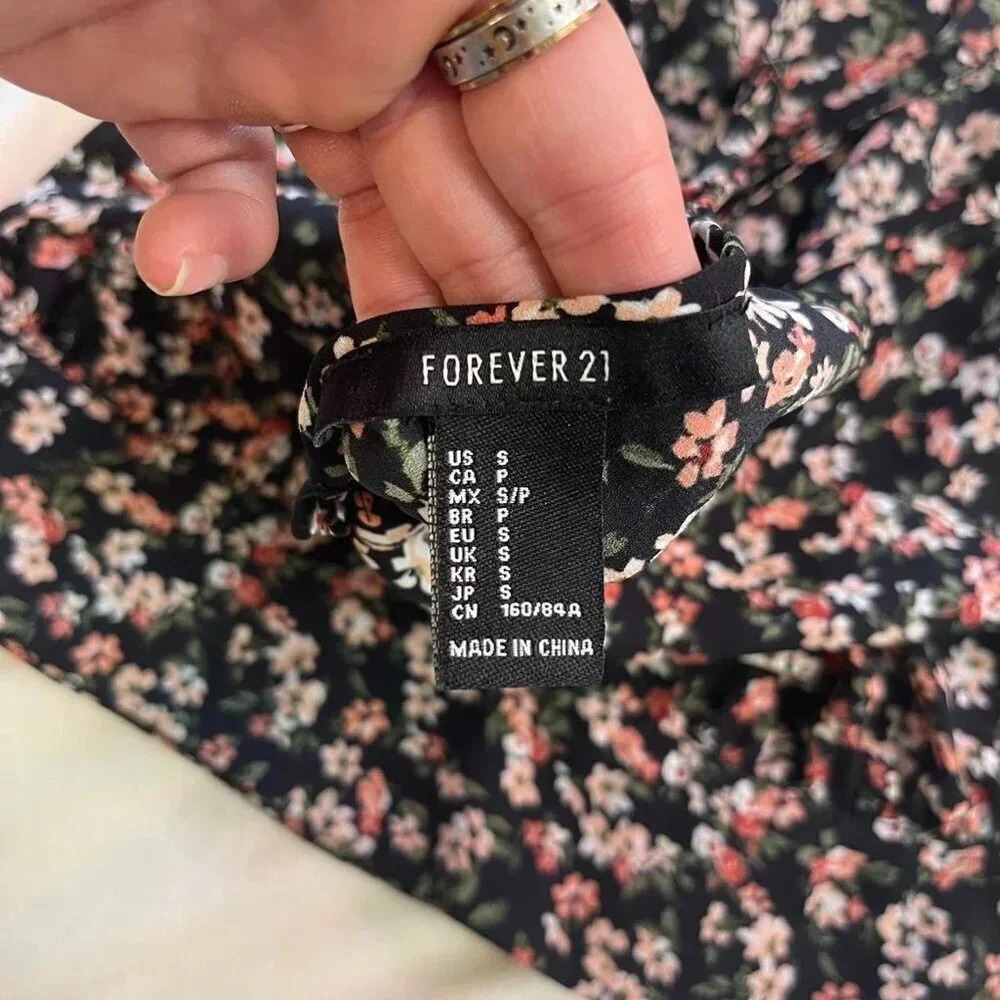 FOREVER 21
US S
CA P
MX S/P
BR P
EU S
UK S
KR S
JP S
CN 160/84A
MADE IN CHINA